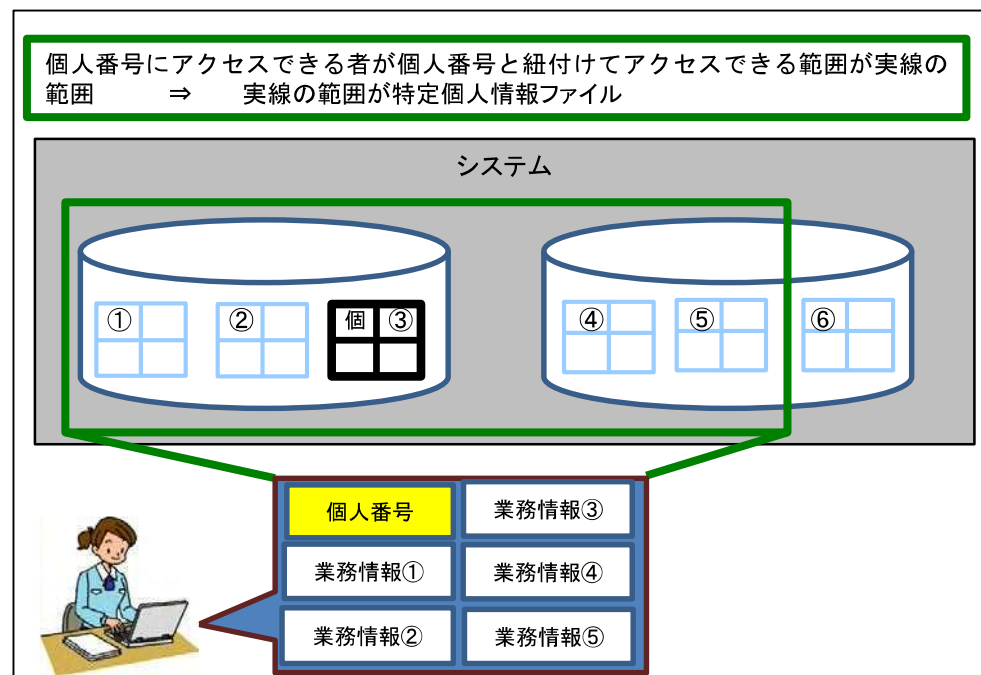 個人番号にアクセスできる者が個人番号と紐付けてアクセスできる範囲が実線の
範囲　　　⇒　　実線の範囲が特定個人情報ファイル
システム
① ② 個 ③ ④ ⑤ ⑥
個人番号 業務情報③
業務情報① 業務情報④
業務情報② 業務情報⑤